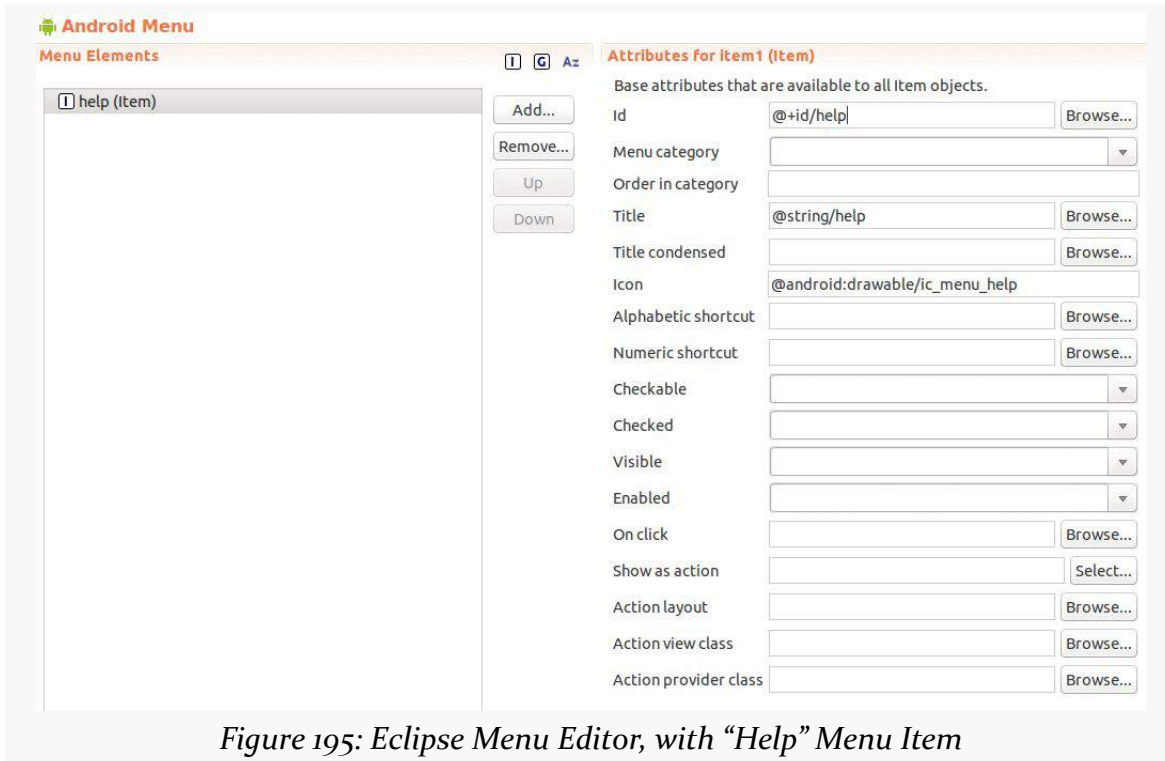 Android Menu
Menu Elements
I G Az
help (Item)
Add...
Remove...
Up
Down
Attributes for item1 (Item)
Base attributes that are available to all Item objects.
Id @+id/help Browse...
Menu category
Order in category
Title @string/help Browse...
Title condensed Browse...
Icon @android:drawable/ic_menu_help
Alphabetic shortcut Browse...
Numeric shortcut Browse...
Checkable
Checked
Visible
Enabled
On click Browse...
Show as action Select...
Action layout Browse...
Action view class Browse...
Action provider class Browse...
Figure 195: Eclipse Menu Editor, with “Help” Menu Item